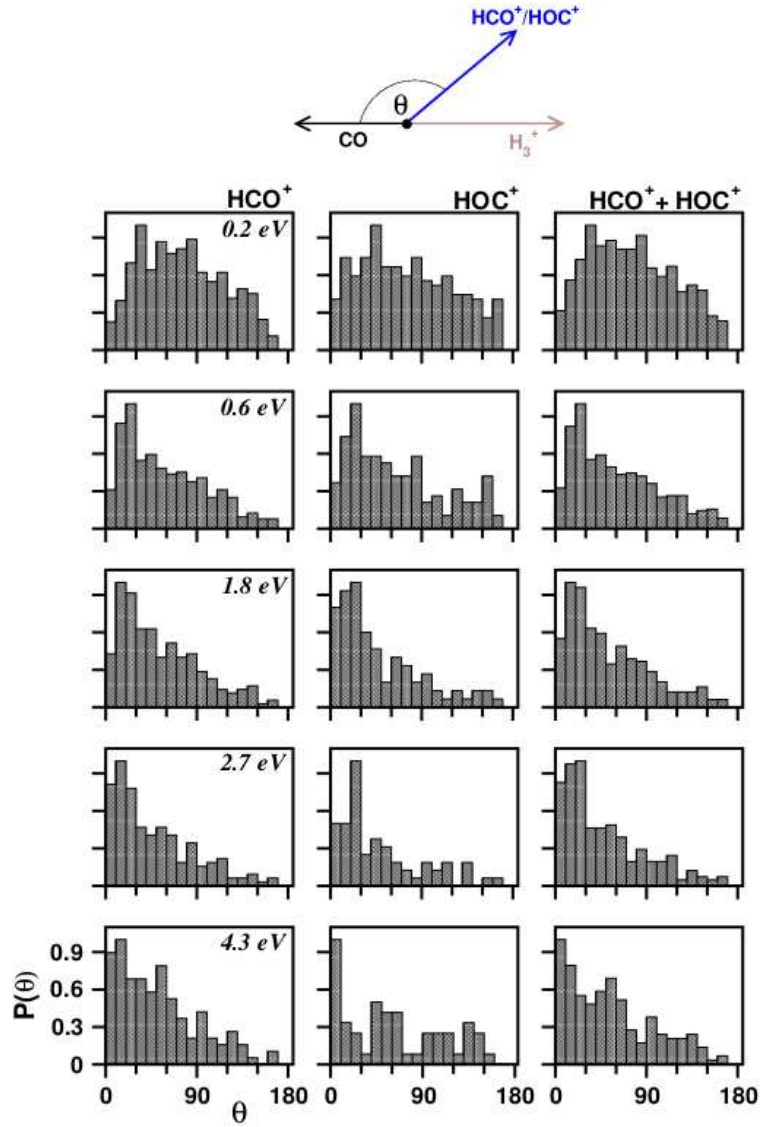 HCO⁺/HOC⁺
θ
CO
H₃⁺
HCO⁺ HOC⁺ HCO⁺ + HOC⁺
0.2 eV
0.6 eV
1.8 eV
2.7 eV
4.3 eV
P(θ)
0.9
0.6
0.3
0
0 90 180 0 90 180 0 90 180
θ